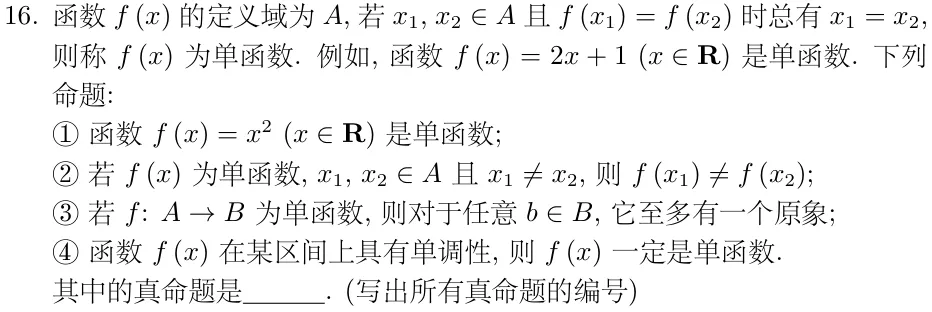 16. 函数 f (x) 的定义域为 A, 若 x₁, x₂ ∈ A 且 f (x₁) = f (x₂) 时总有 x₁ = x₂,
则称 f (x) 为单函数. 例如, 函数 f (x) = 2x + 1 (x ∈ R) 是单函数. 下列
命题:
① 函数 f (x) = x² (x ∈ R) 是单函数;
② 若 f (x) 为单函数, x₁, x₂ ∈ A 且 x₁ ≠ x₂, 则 f (x₁) ≠ f (x₂);
③ 若 f: A → B 为单函数, 则对于任意 b ∈ B, 它至多有一个原象;
④ 函数 f (x) 在某区间上具有单调性, 则 f (x) 一定是单函数.
其中的真命题是______. (写出所有真命题的编号)